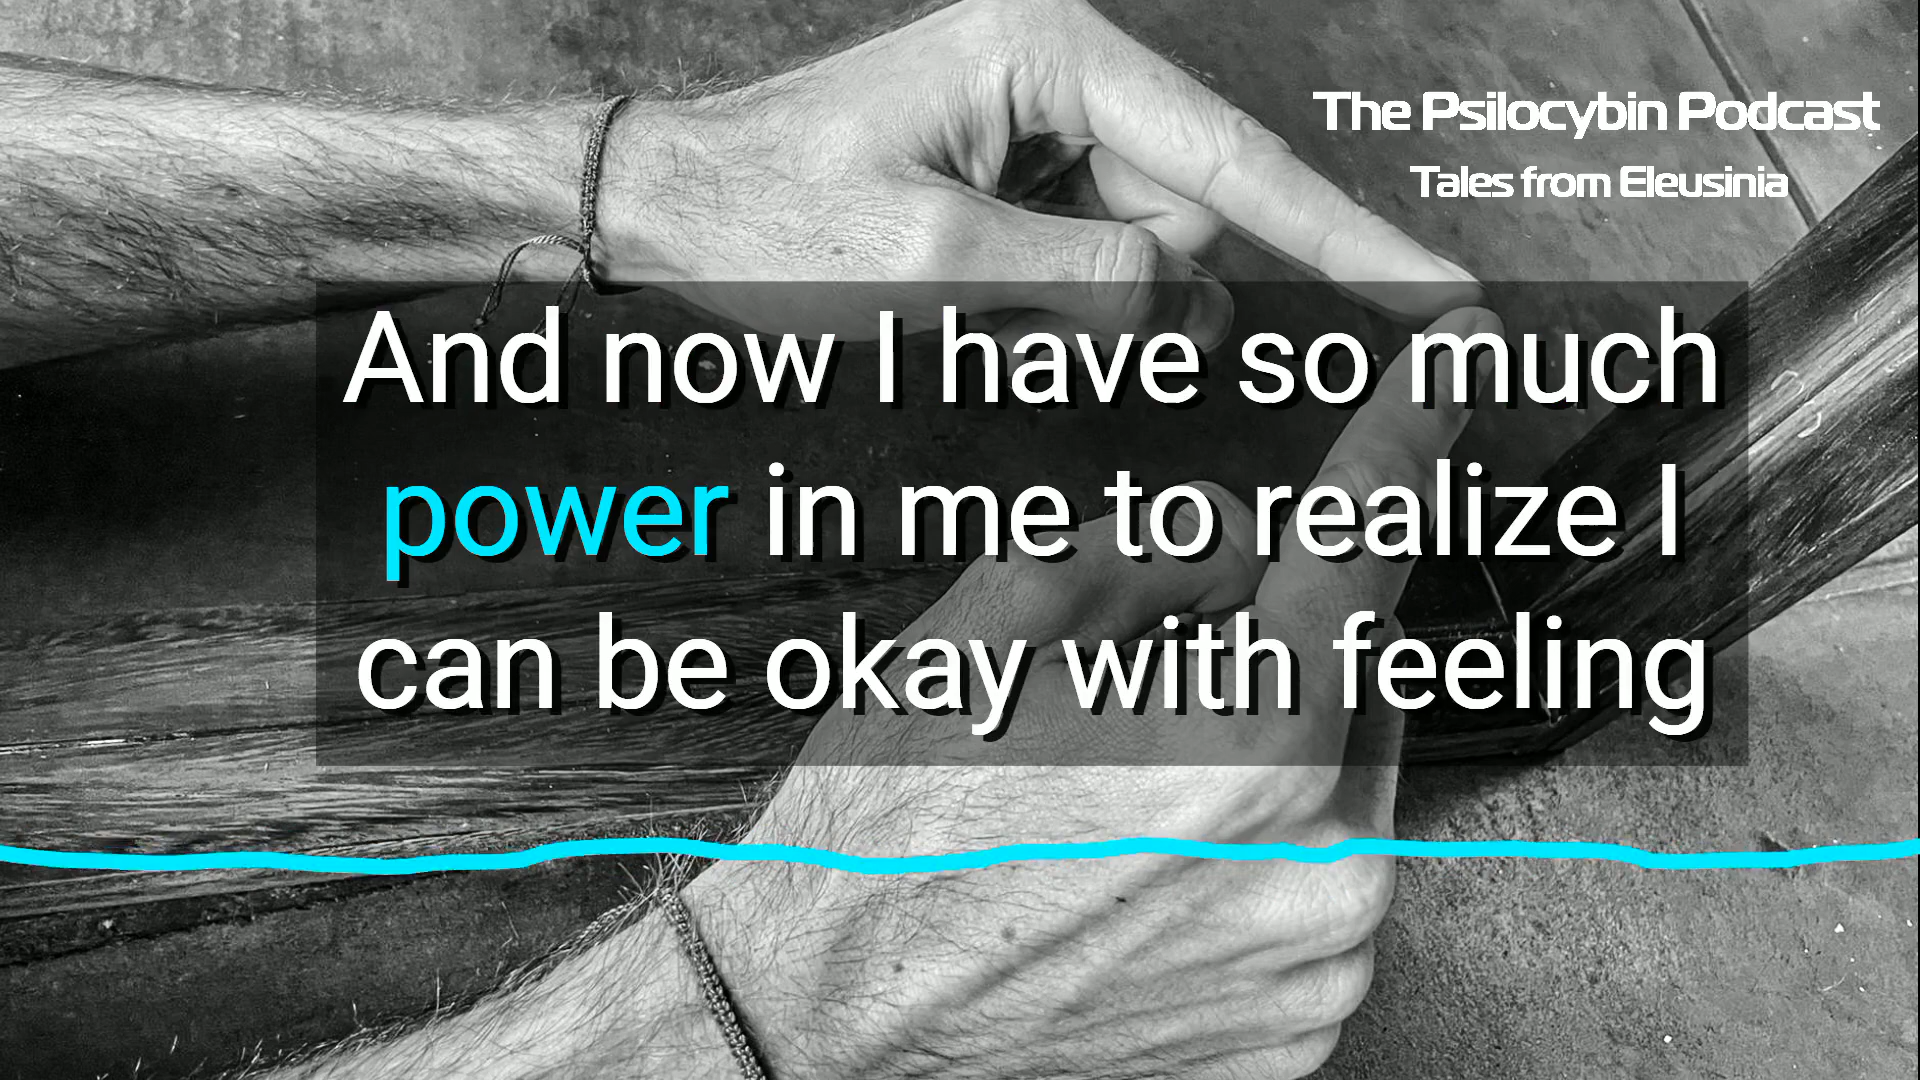 The Psilocybin Podcast
Tales from Eleusinia
And now I have so much
power in me to realize I
can be okay with feeling